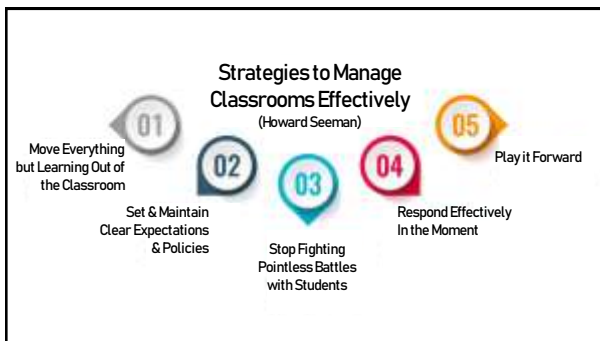 Strategies to Manage
Classrooms Effectively
(Howard Seeman)
01
Move Everything
but Learning Out of
the Classroom
02
Set & Maintain
Clear Expectations
& Policies
03
Stop Fighting
Pointless Battles
with Students
04
Respond Effectively
In the Moment
05
Play it Forward